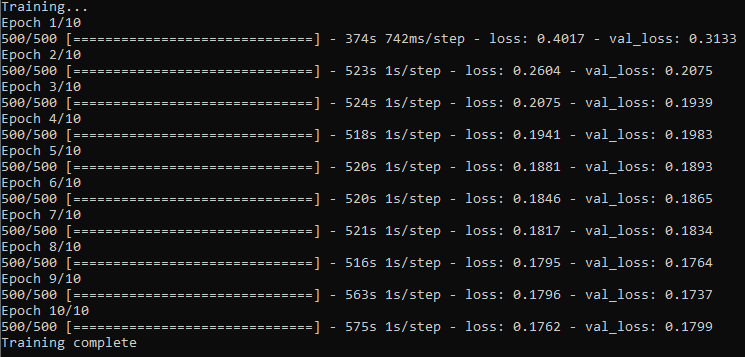 Training...
Epoch 1/10
500/500 [==============================] - 374s 742ms/step - loss: 0.4017 - val_loss: 0.3133
Epoch 2/10
500/500 [==============================] - 523s 1s/step - loss: 0.2604 - val_loss: 0.2075
Epoch 3/10
500/500 [==============================] - 524s 1s/step - loss: 0.2075 - val_loss: 0.1939
Epoch 4/10
500/500 [==============================] - 518s 1s/step - loss: 0.1941 - val_loss: 0.1983
Epoch 5/10
500/500 [==============================] - 520s 1s/step - loss: 0.1881 - val_loss: 0.1893
Epoch 6/10
500/500 [==============================] - 520s 1s/step - loss: 0.1846 - val_loss: 0.1865
Epoch 7/10
500/500 [==============================] - 521s 1s/step - loss: 0.1817 - val_loss: 0.1834
Epoch 8/10
500/500 [==============================] - 516s 1s/step - loss: 0.1795 - val_loss: 0.1764
Epoch 9/10
500/500 [==============================] - 563s 1s/step - loss: 0.1796 - val_loss: 0.1737
Epoch 10/10
500/500 [==============================] - 575s 1s/step - loss: 0.1762 - val_loss: 0.1799
Training complete